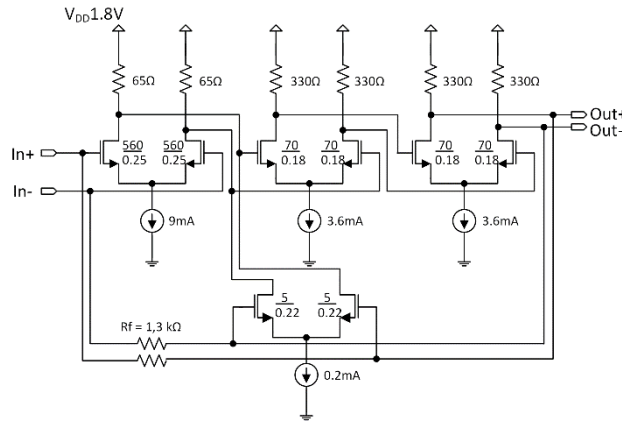 VDD1.8V
65Ω 65Ω 330Ω 330Ω 330Ω 330Ω
Out+
Out-
In+
560 560 70 70 70 70
0.25 0.25 0.18 0.18 0.18 0.18
In-
9mA 3.6mA 3.6mA
5 5
0.22 0.22
Rf = 1,3 kΩ
0.2mA